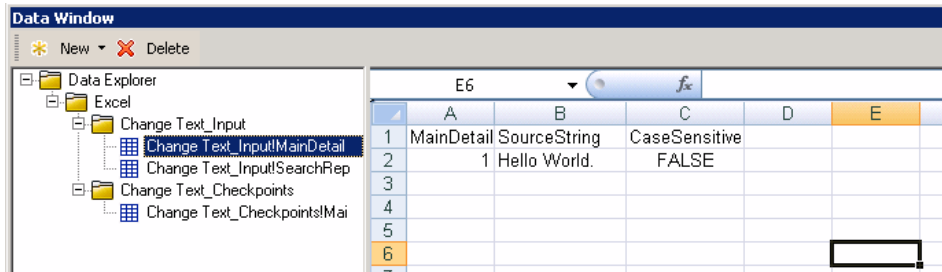 Data Window
New Delete
Data Explorer
Excel
Change Text_Input
Change Text_Input!MainDetail
Change Text_Input!SearchRep
Change Text_Checkpoints
Change Text_Checkpoints!Mai
E6 fx
A B C D E
1 MainDetail SourceString CaseSensitive
2 1 Hello World. FALSE
3
4
5
6